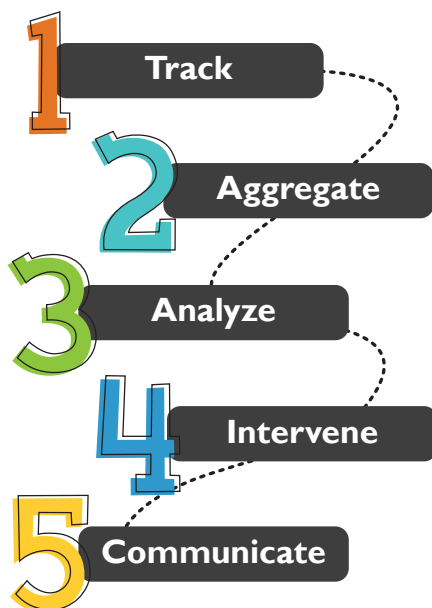 1 Track
2 Aggregate
3 Analyze
4 Intervene
5 Communicate